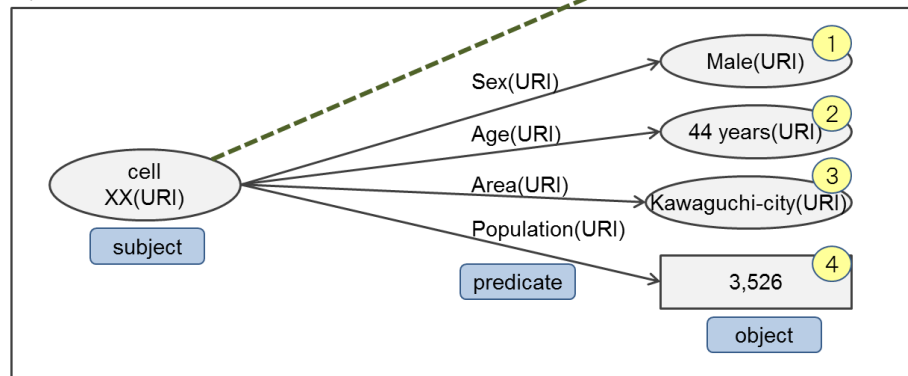 1
Male(URI)
Sex(URI)
2
44 years(URI)
Age(URI)
cell
XX(URI)
3
Area(URI)
Kawaguchi-city(URI)
Population(URI)
subject
4
predicate
3,526
object